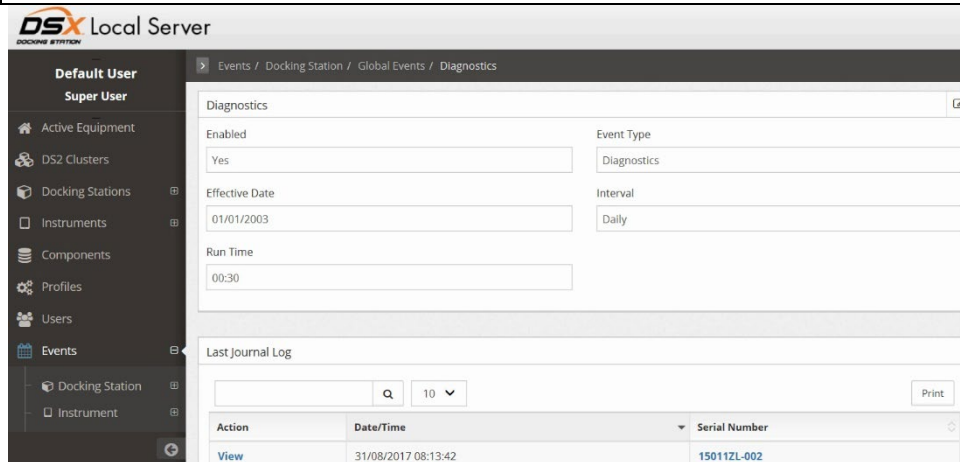 DSX Local Server
DOCKING STATION
Default User
Super User
Active Equipment
DS2 Clusters
Docking Stations
Instruments
Components
Profiles
Users
Events
Docking Station
Instrument
Events / Docking Station / Global Events / Diagnostics
Diagnostics
Enabled Event Type
Yes Diagnostics
Effective Date Interval
01/01/2003 Daily
Run Time
00:30
Last Journal Log
10 Print
Action Date/Time Serial Number
View 31/08/2017 08:13:42 15011ZL-002